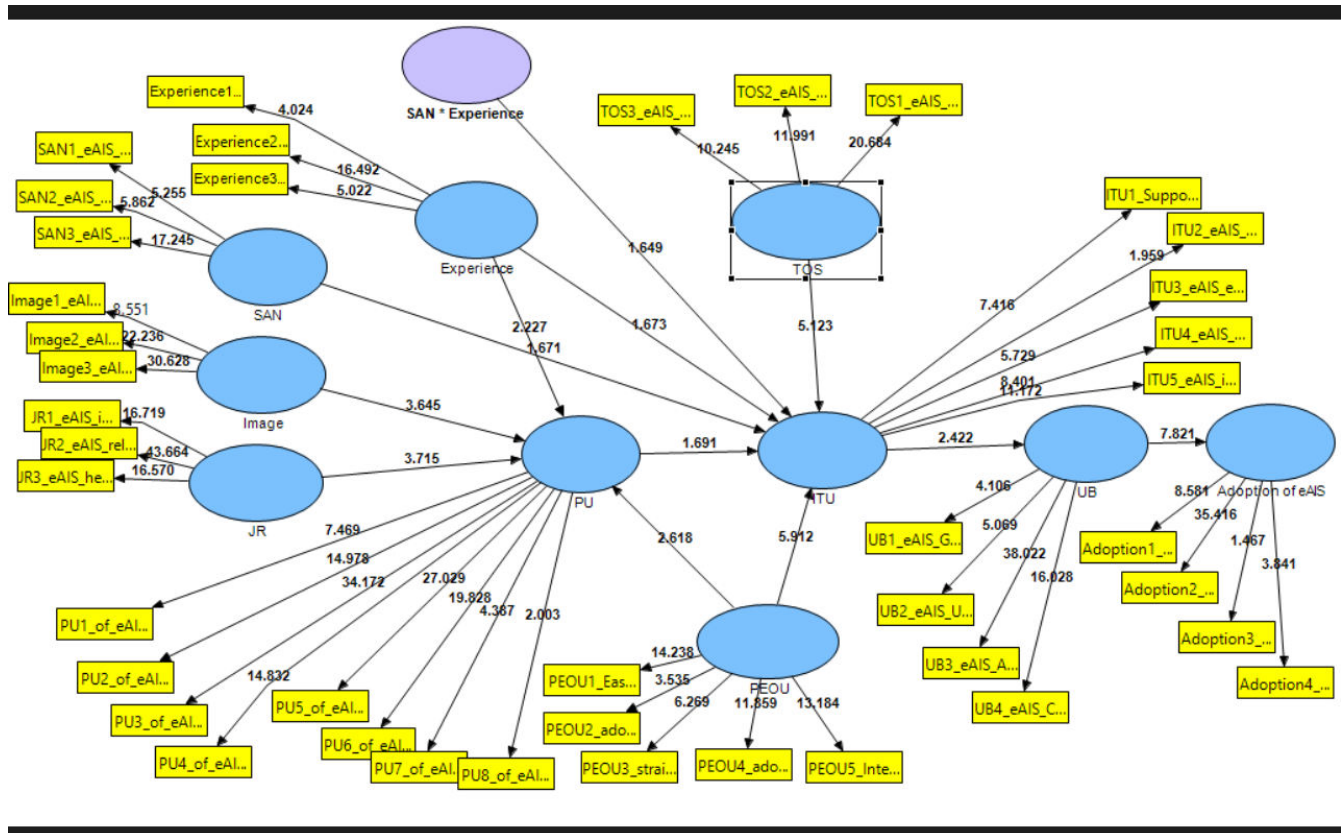 SAN * Experience
Experience1...
4.024
Experience2...
16.492
Experience3...
5.022
Experience
SAN1_eAIS_...
5.255
SAN2_eAIS_...
5.862
SAN3_eAIS_...
17.245
SAN
TOS3_eAIS_...
10.245
TOS2_eAIS_...
11.991
TOS1_eAIS_...
20.684
TOS
1.649
2.227
1.673
1.671
5.123
Image1_eAI...
8.551
Image2_eAI...
22.236
Image3_eAI...
30.628
Image
3.645
JR1_eAIS_i...
16.719
JR2_eAIS_rel...
43.664
JR3_eAIS_he...
16.570
JR
3.715
PU
1.691
ITU
ITU1_Suppo...
7.416
ITU2_eAIS_...
1.959
ITU3_eAIS_e...
5.729
ITU4_eAIS_...
8.401
ITU5_eAIS_i...
11.172
2.422
UB
7.821
Adoption of eAIS
4.106
UB1_eAIS_G...
5.069
UB2_eAIS_U...
38.022
UB3_eAIS_A...
16.028
UB4_eAIS_C...
8.581
Adoption1_...
35.416
Adoption2_...
1.467
Adoption3_...
3.841
Adoption4_...
7.469
PU1_of_eAI...
14.978
PU2_of_eAI...
34.172
PU3_of_eAI...
14.832
PU4_of_eAI...
27.029
PU5_of_eAI...
19.828
PU6_of_eAI...
4.387
PU7_of_eAI...
2.003
PU8_of_eAI...
2.618
5.912
PEOU
14.238
PEOU1_Eas...
3.535
PEOU2_ado...
6.269
PEOU3_strai...
11.859
PEOU4_ado...
13.184
PEOU5_Inte...